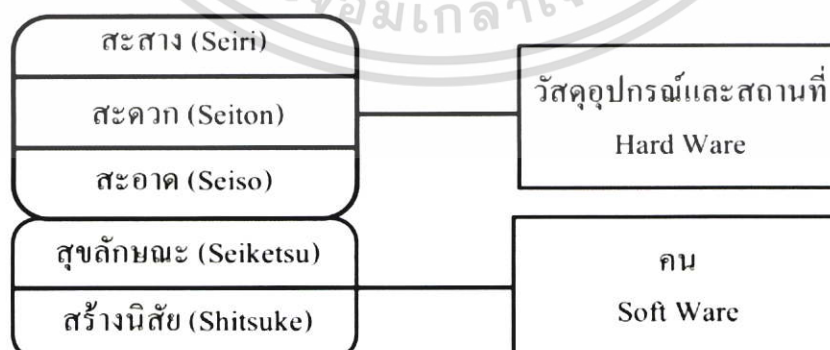 สะสาง (Seiri)
สะดวก (Seiton)
สะอาด (Seiso)
สุขลักษณะ (Seiketsu)
สร้างนิสัย (Shitsuke)
วัสดุอุปกรณ์และสถานที่
Hard Ware
คน
Soft Ware